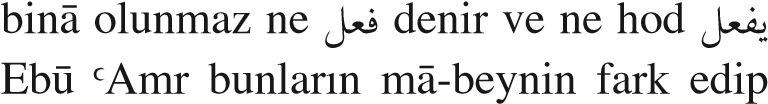 binā olunmaz ne فعل denir ve ne hod يفعل
Ebū ʿAmr bunların mā-beynin fark edip